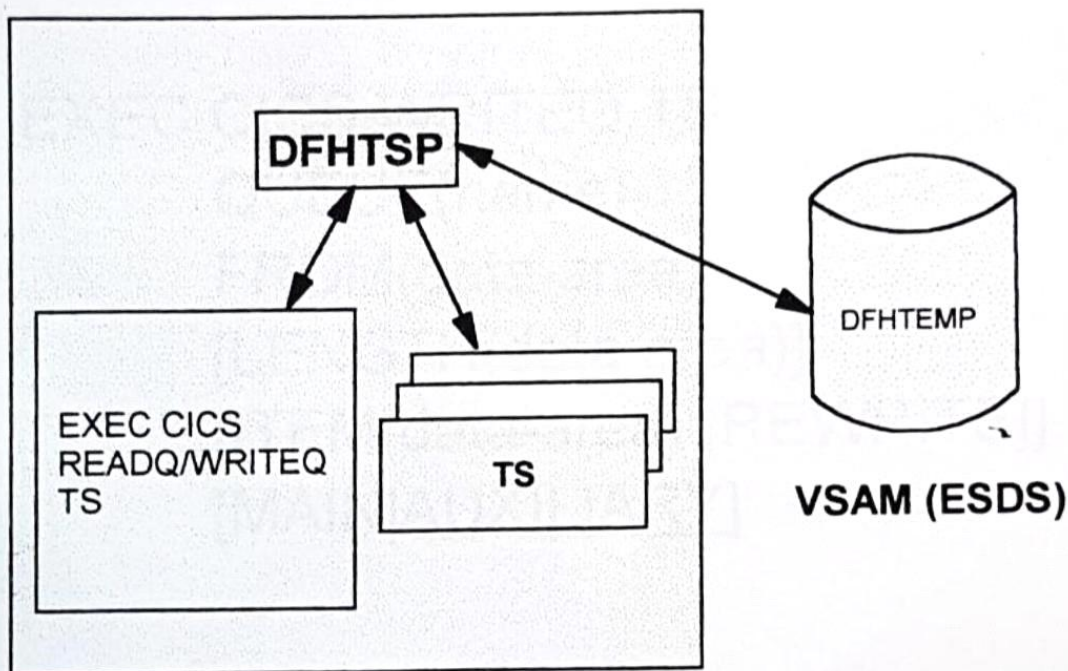 DFHTSP
EXEC CICS
READQ/WRITEQ
TS
TS
DFHTEMP
VSAM (ESDS)